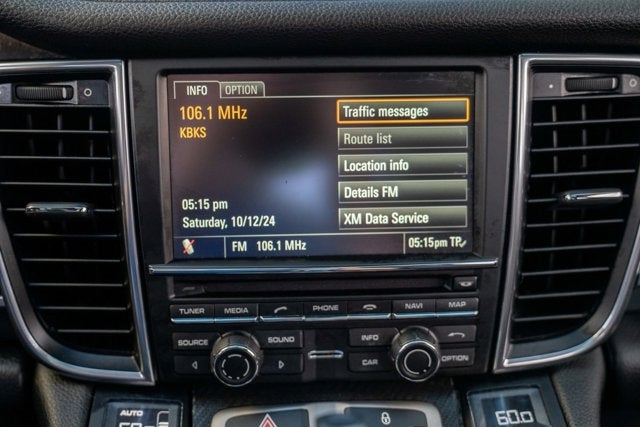 INFO OPTION
106.1 MHz
KBKS
Traffic messages
Route list
Location info
Details FM
XM Data Service
05:15 pm
Saturday, 10/12/24
FM 106.1 MHz 05:15pm TP
TUNER MEDIA PHONE NAVI MAP
SOURCE SOUND INFO
CAR OPTION
AUTO
60.0